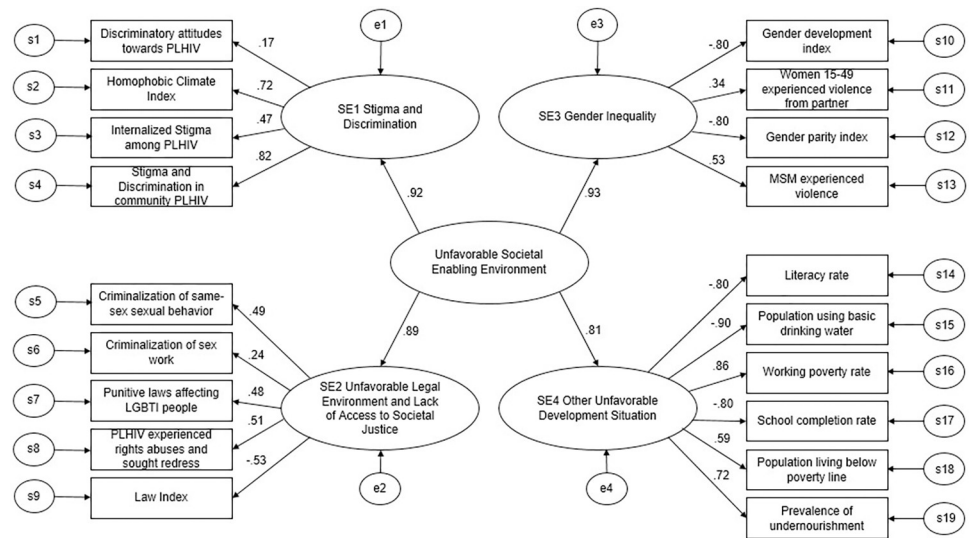 s1
Discriminatory attitudes
towards PLHIV
.17
s2
Homophobic Climate
Index
.72
s3
Internalized Stigma
among PLHIV
.47
s4
Stigma and
Discrimination in
community PLHIV
.82
e1
SE1 Stigma and
Discrimination
.92
e3
SE3 Gender Inequality
.93
-.80
Gender development
index
s10
.34
Women 15-49
experienced violence
from partner
s11
-.80
Gender parity index
s12
.53
MSM experienced
violence
s13
Unfavorable Societal
Enabling Environment
s5
Criminalization of same-
sex sexual behavior
.49
s6
Criminalization of sex
work
.24
s7
Punitive laws affecting
LGBTI people
.48
s8
PLHIV experienced
rights abuses and
sought redress
.51
s9
Law Index
-.53
.89
SE2 Unfavorable Legal
Environment and Lack
of Access to Societal
Justice
e2
.81
SE4 Other Unfavorable
Development Situation
e4
-.80
Literacy rate
s14
-.90
Population using basic
drinking water
s15
.86
Working poverty rate
s16
-.80
School completion rate
s17
.59
Population living below
poverty line
s18
.72
Prevalence of
undernourishment
s19